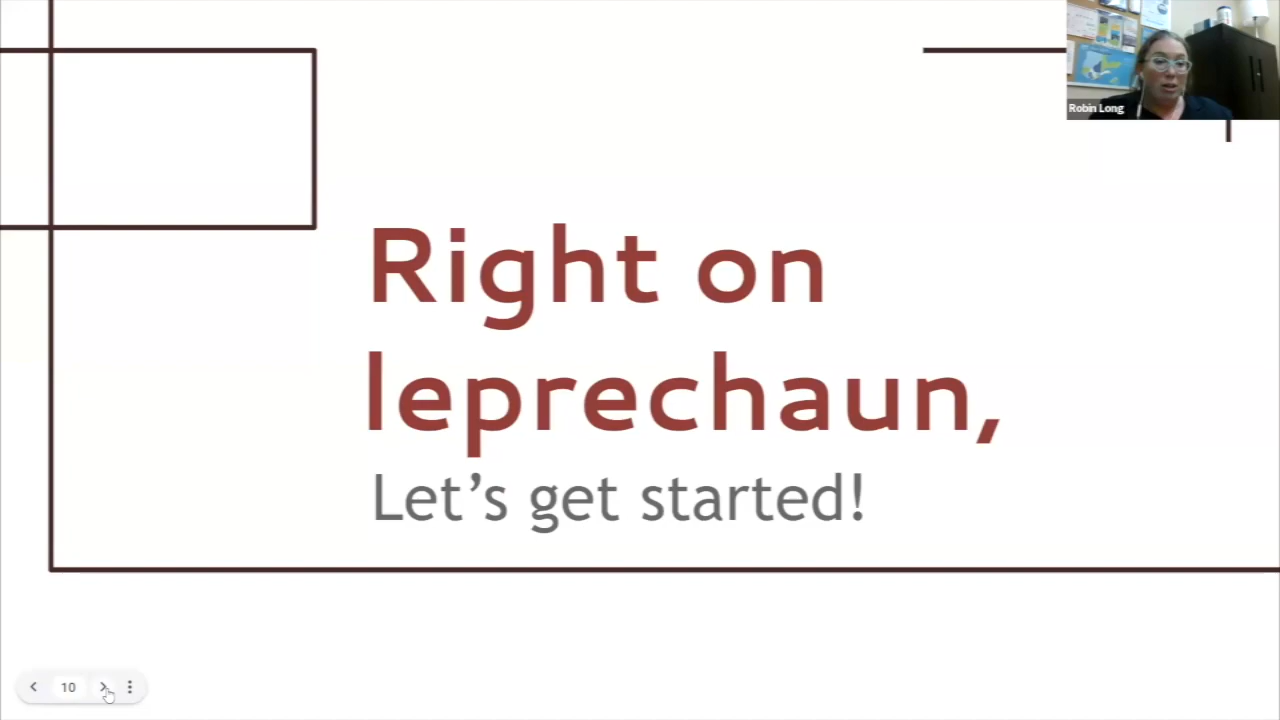 Robin Long
Right on
leprechaun,
Let's get started!
10